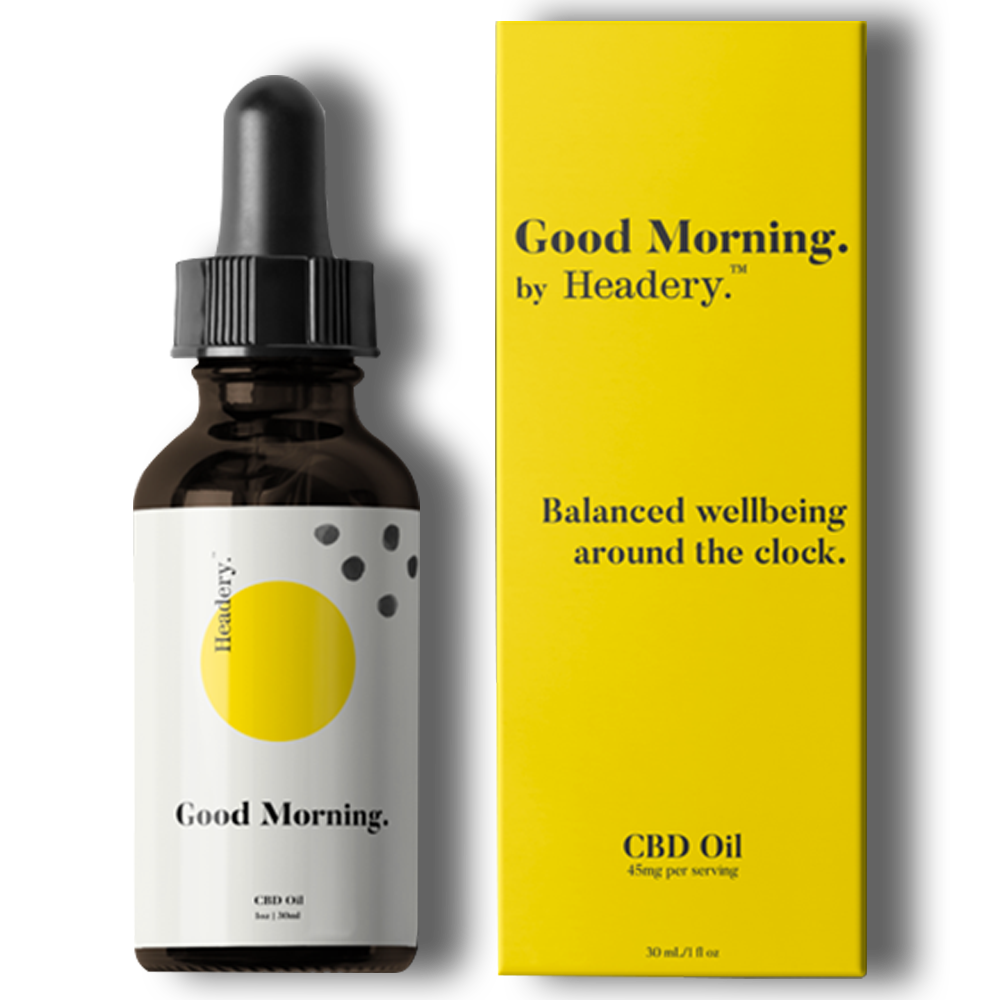 Headery.™
Good Morning.
CBD Oil
1oz | 30ml
Good Morning.
by Headery.™
Balanced wellbeing
around the clock.
CBD Oil
45mg per serving
30 mL/1 fl oz